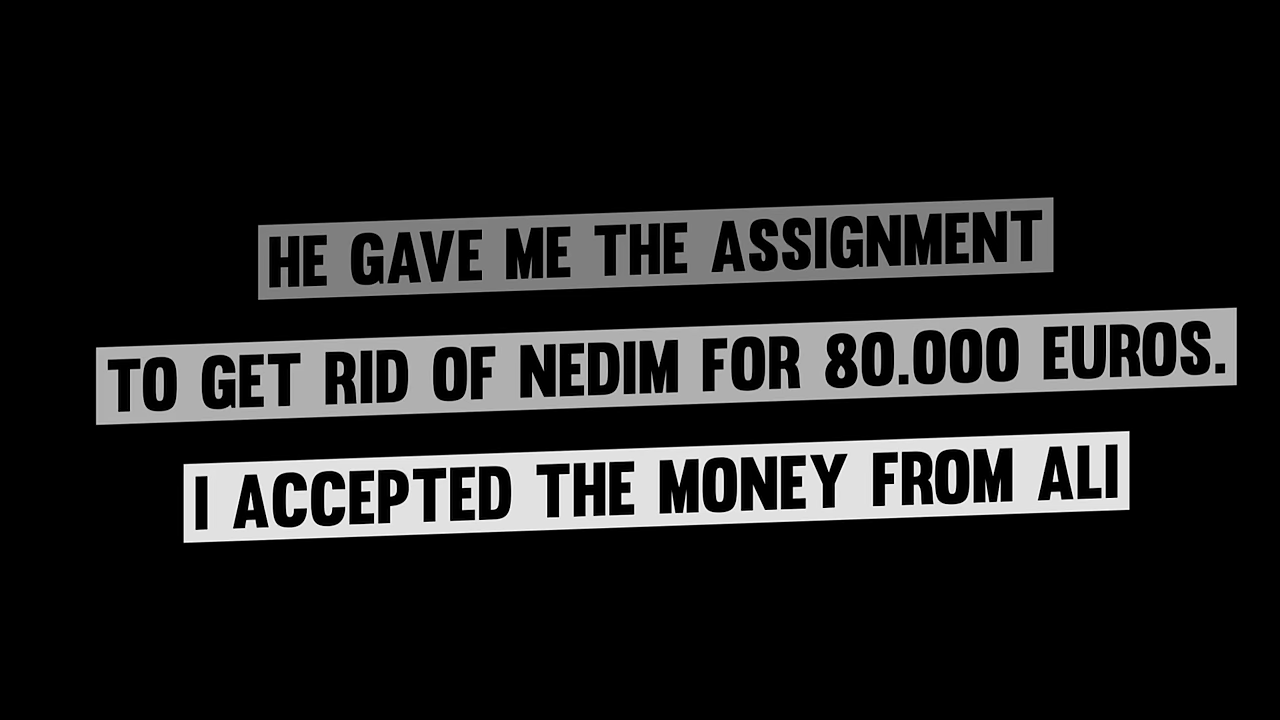 HE GAVE ME THE ASSIGNMENT
TO GET RID OF NEDIM FOR 80.000 EUROS.
I ACCEPTED THE MONEY FROM ALI